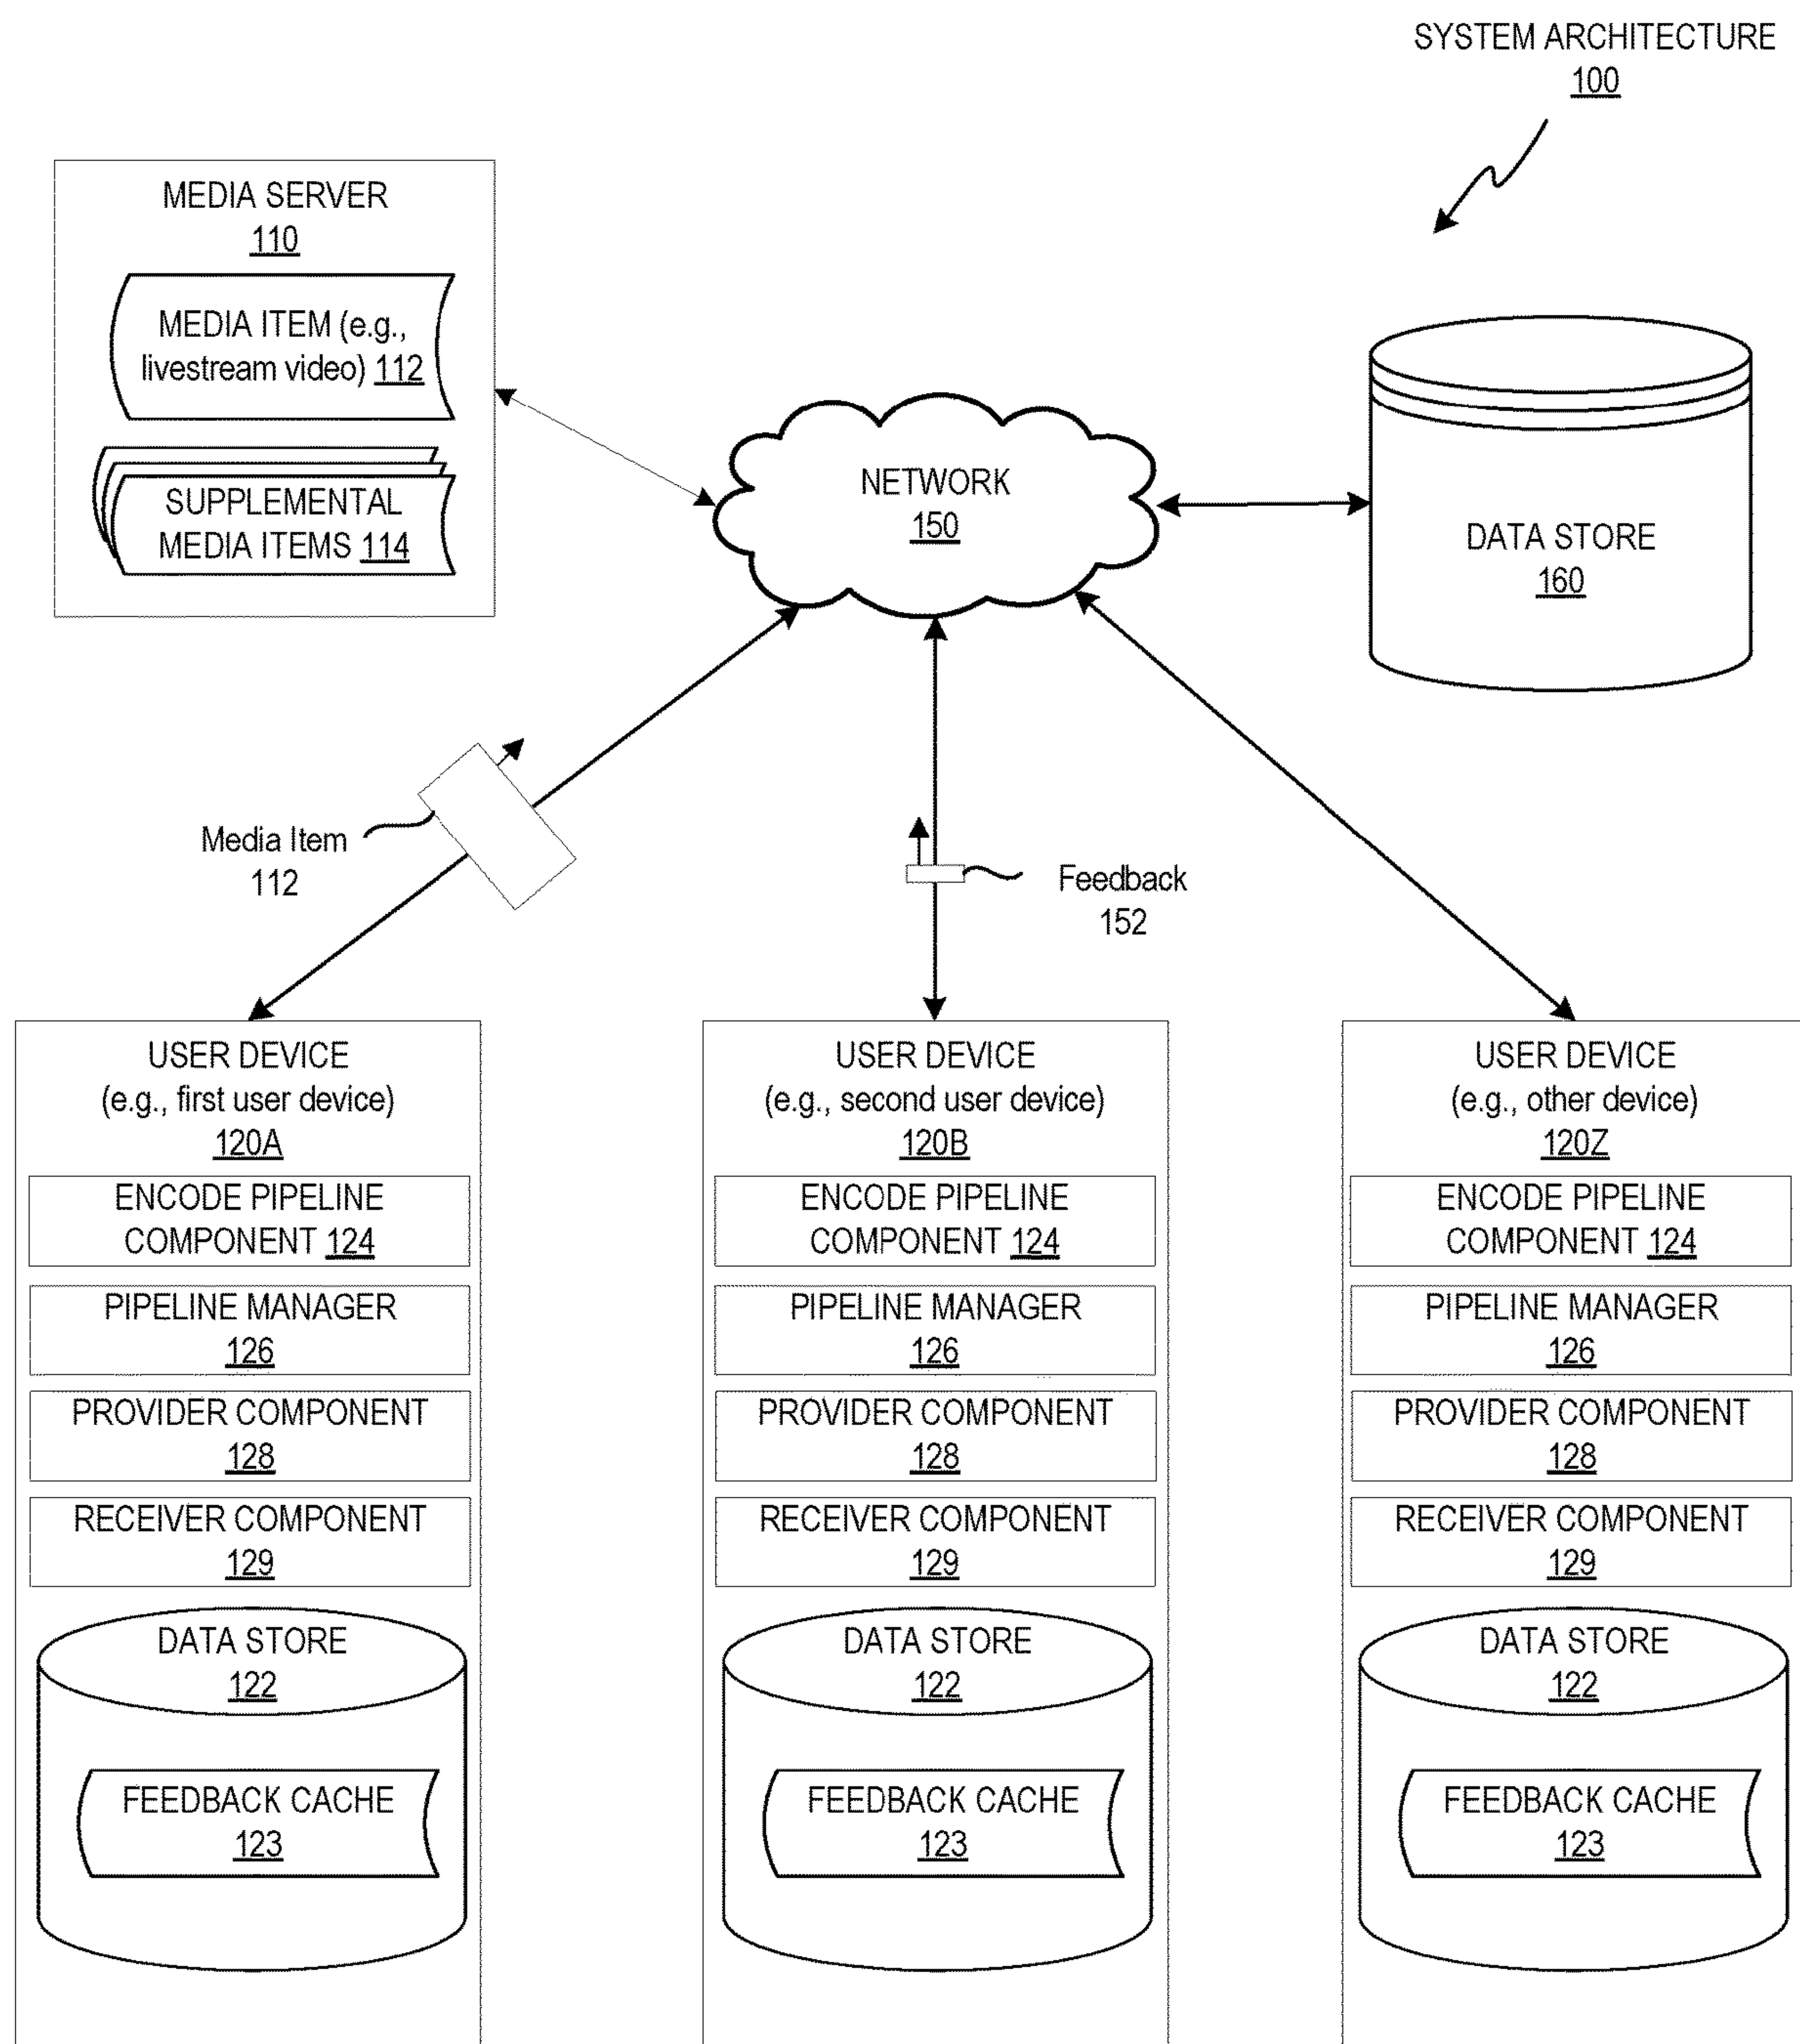 SYSTEM ARCHITECTURE
100
MEDIA SERVER
110
MEDIA ITEM (e.g.,
livestream video) 112
SUPPLEMENTAL
MEDIA ITEMS 114
NETWORK
150
DATA STORE
160
Media Item
112
Feedback
152
USER DEVICE
(e.g., first user device)
120A
ENCODE PIPELINE
COMPONENT 124
PIPELINE MANAGER
126
PROVIDER COMPONENT
128
RECEIVER COMPONENT
129
DATA STORE
122
FEEDBACK CACHE
123
USER DEVICE
(e.g., second user device)
120B
ENCODE PIPELINE
COMPONENT 124
PIPELINE MANAGER
126
PROVIDER COMPONENT
128
RECEIVER COMPONENT
129
DATA STORE
122
FEEDBACK CACHE
123
USER DEVICE
(e.g., other device)
120Z
ENCODE PIPELINE
COMPONENT 124
PIPELINE MANAGER
126
PROVIDER COMPONENT
128
RECEIVER COMPONENT
129
DATA STORE
122
FEEDBACK CACHE
123